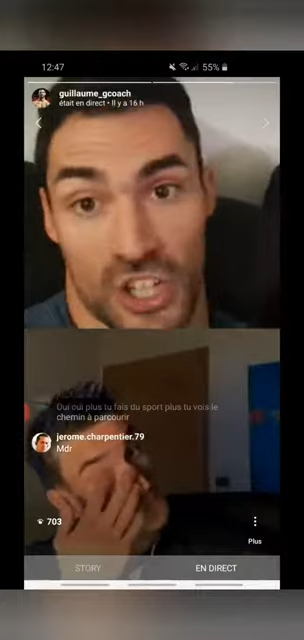 12:47
55%
guillaume_gcoach
était en direct • Il y a 16 h
Oui oui plus tu fais du sport plus tu vois le
chemin à parcourir
jerome.charpentier.79
Mdr
703
Plus
STORY
EN DIRECT